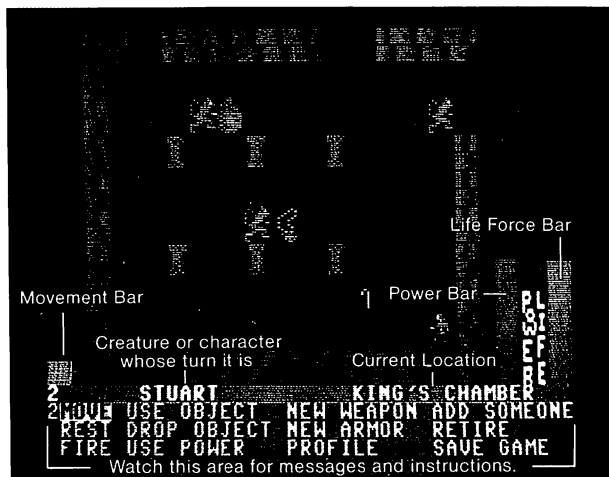 Life Force Bar
Movement Bar
Power Bar
POWER
LIFE
Creature or character
whose turn it is
Current Location
2 STUART KING'S CHAMBER
2 MOVE USE OBJECT NEW WEAPON ADD SOMEONE
REST DROP OBJECT NEW ARMOR RETIRE
FIRE USE POWER PROFILE SAVE GAME
Watch this area for messages and instructions.